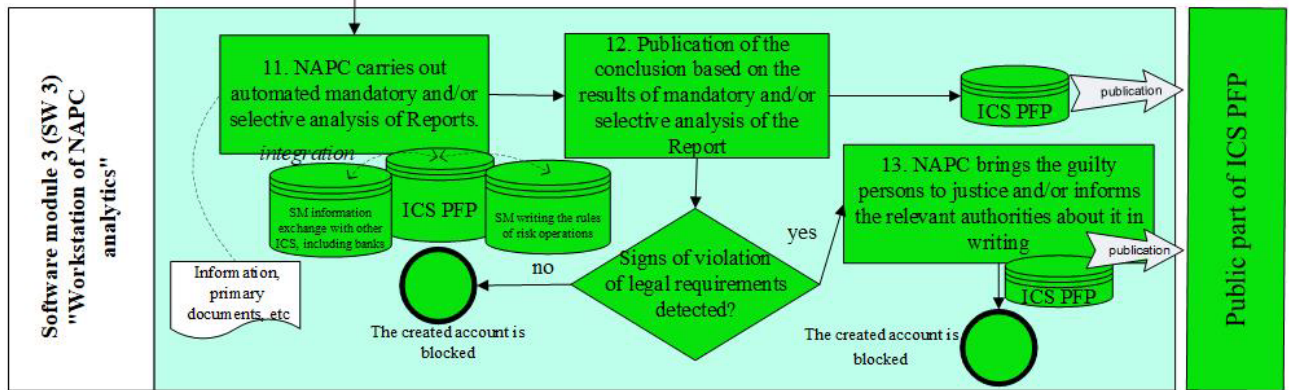 Software module 3 (SW 3)
"Workstation of NAPC
analytics"
11. NAPC carries out
automated mandatory and/or
selective analysis of Reports.
integration
SM information
exchange with other
ICS, including banks
ICS PFP
SM writing the rules
of risk operations
Information,
primary
documents, etc
12. Publication of the
conclusion based on the
results of mandatory and/or
selective analysis of the
Report
ICS PFP
publication
Signs of violation
of legal requirements
detected?
no
yes
The created account is
blocked
13. NAPC brings the guilty
persons to justice and/or informs
the relevant authorities about it in
writing
ICS PFP
publication
The created account is
blocked
Public part of ICS PFP